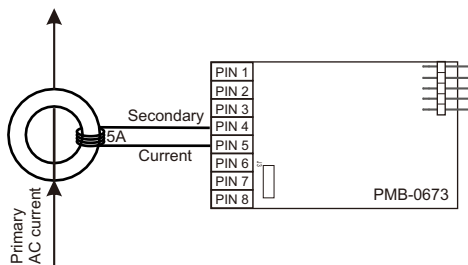 PIN 1
PIN 2
PIN 3
Secondary
PIN 4
5A
PIN 5
Current
PIN 6
J3
PIN 7
PMB-0673
PIN 8
Primary
AC current